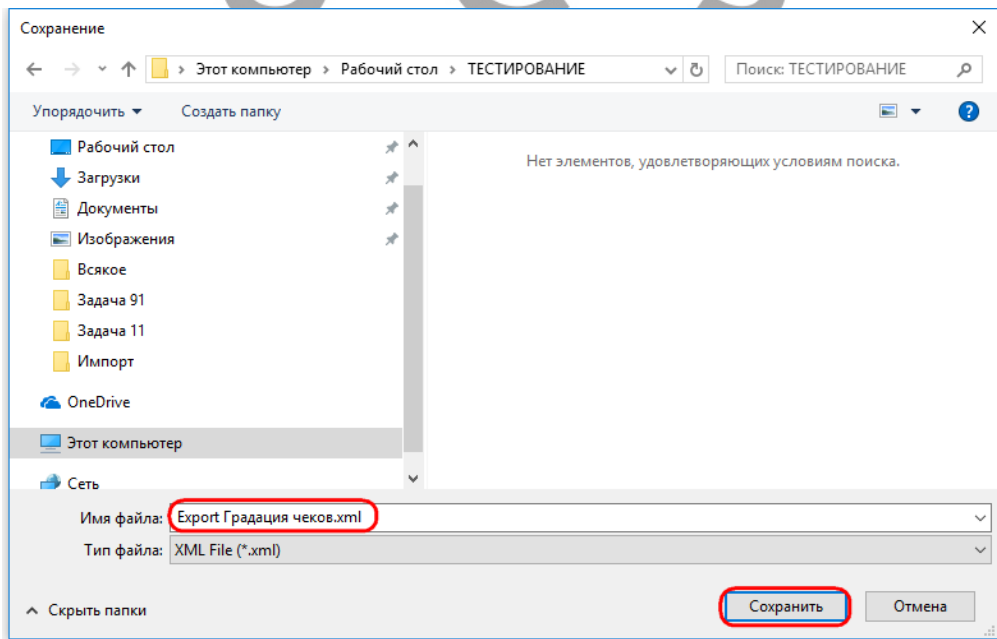 Сохранение
Этот компьютер › Рабочий стол › ТЕСТИРОВАНИЕ
Поиск: ТЕСТИРОВАНИЕ
Упорядочить
Создать папку
Рабочий стол
Загрузки
Документы
Изображения
Всякое
Задача 91
Задача 11
Импорт
OneDrive
Этот компьютер
Сеть
Нет элементов, удовлетворяющих условиям поиска.
Имя файла: Export Градация чеков.xml
Тип файла: XML File (*.xml)
Скрыть папки
Сохранить
Отмена